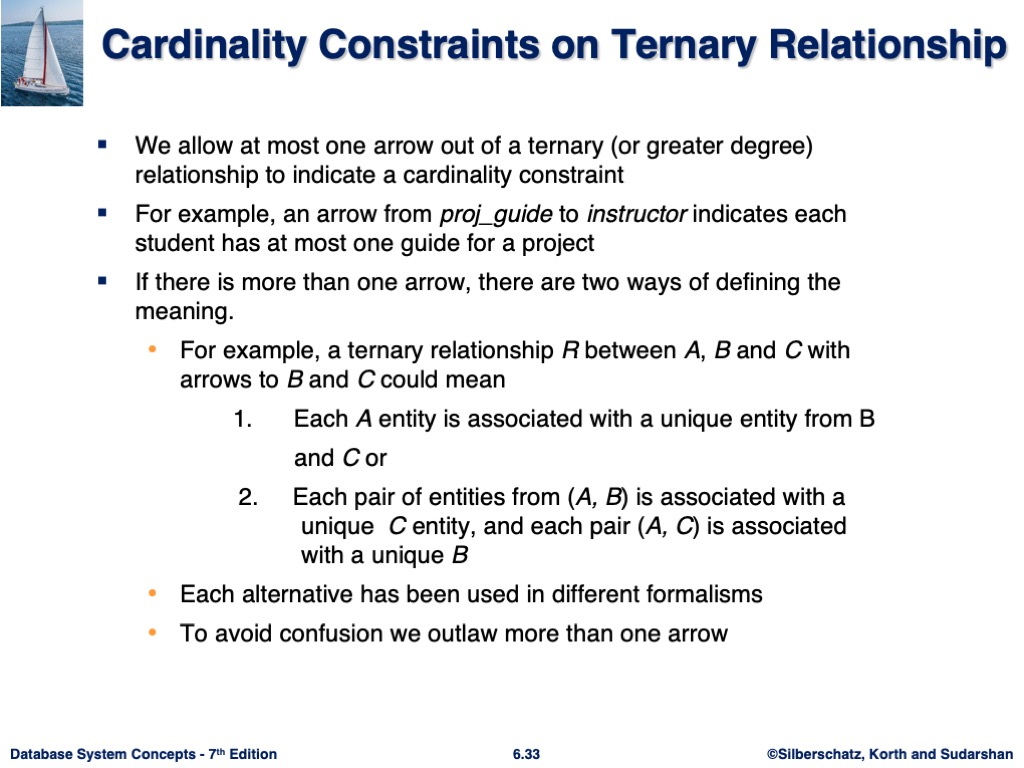 Cardinality Constraints on Ternary Relationship
▪ We allow at most one arrow out of a ternary (or greater degree)
relationship to indicate a cardinality constraint
▪ For example, an arrow from proj_guide to instructor indicates each
student has at most one guide for a project
▪ If there is more than one arrow, there are two ways of defining the
meaning.
• For example, a ternary relationship R between A, B and C with
arrows to B and C could mean
1. Each A entity is associated with a unique entity from B
and C or
2. Each pair of entities from (A, B) is associated with a
unique C entity, and each pair (A, C) is associated
with a unique B
• Each alternative has been used in different formalisms
• To avoid confusion we outlaw more than one arrow
Database System Concepts - 7th Edition 6.33 ©Silberschatz, Korth and Sudarshan